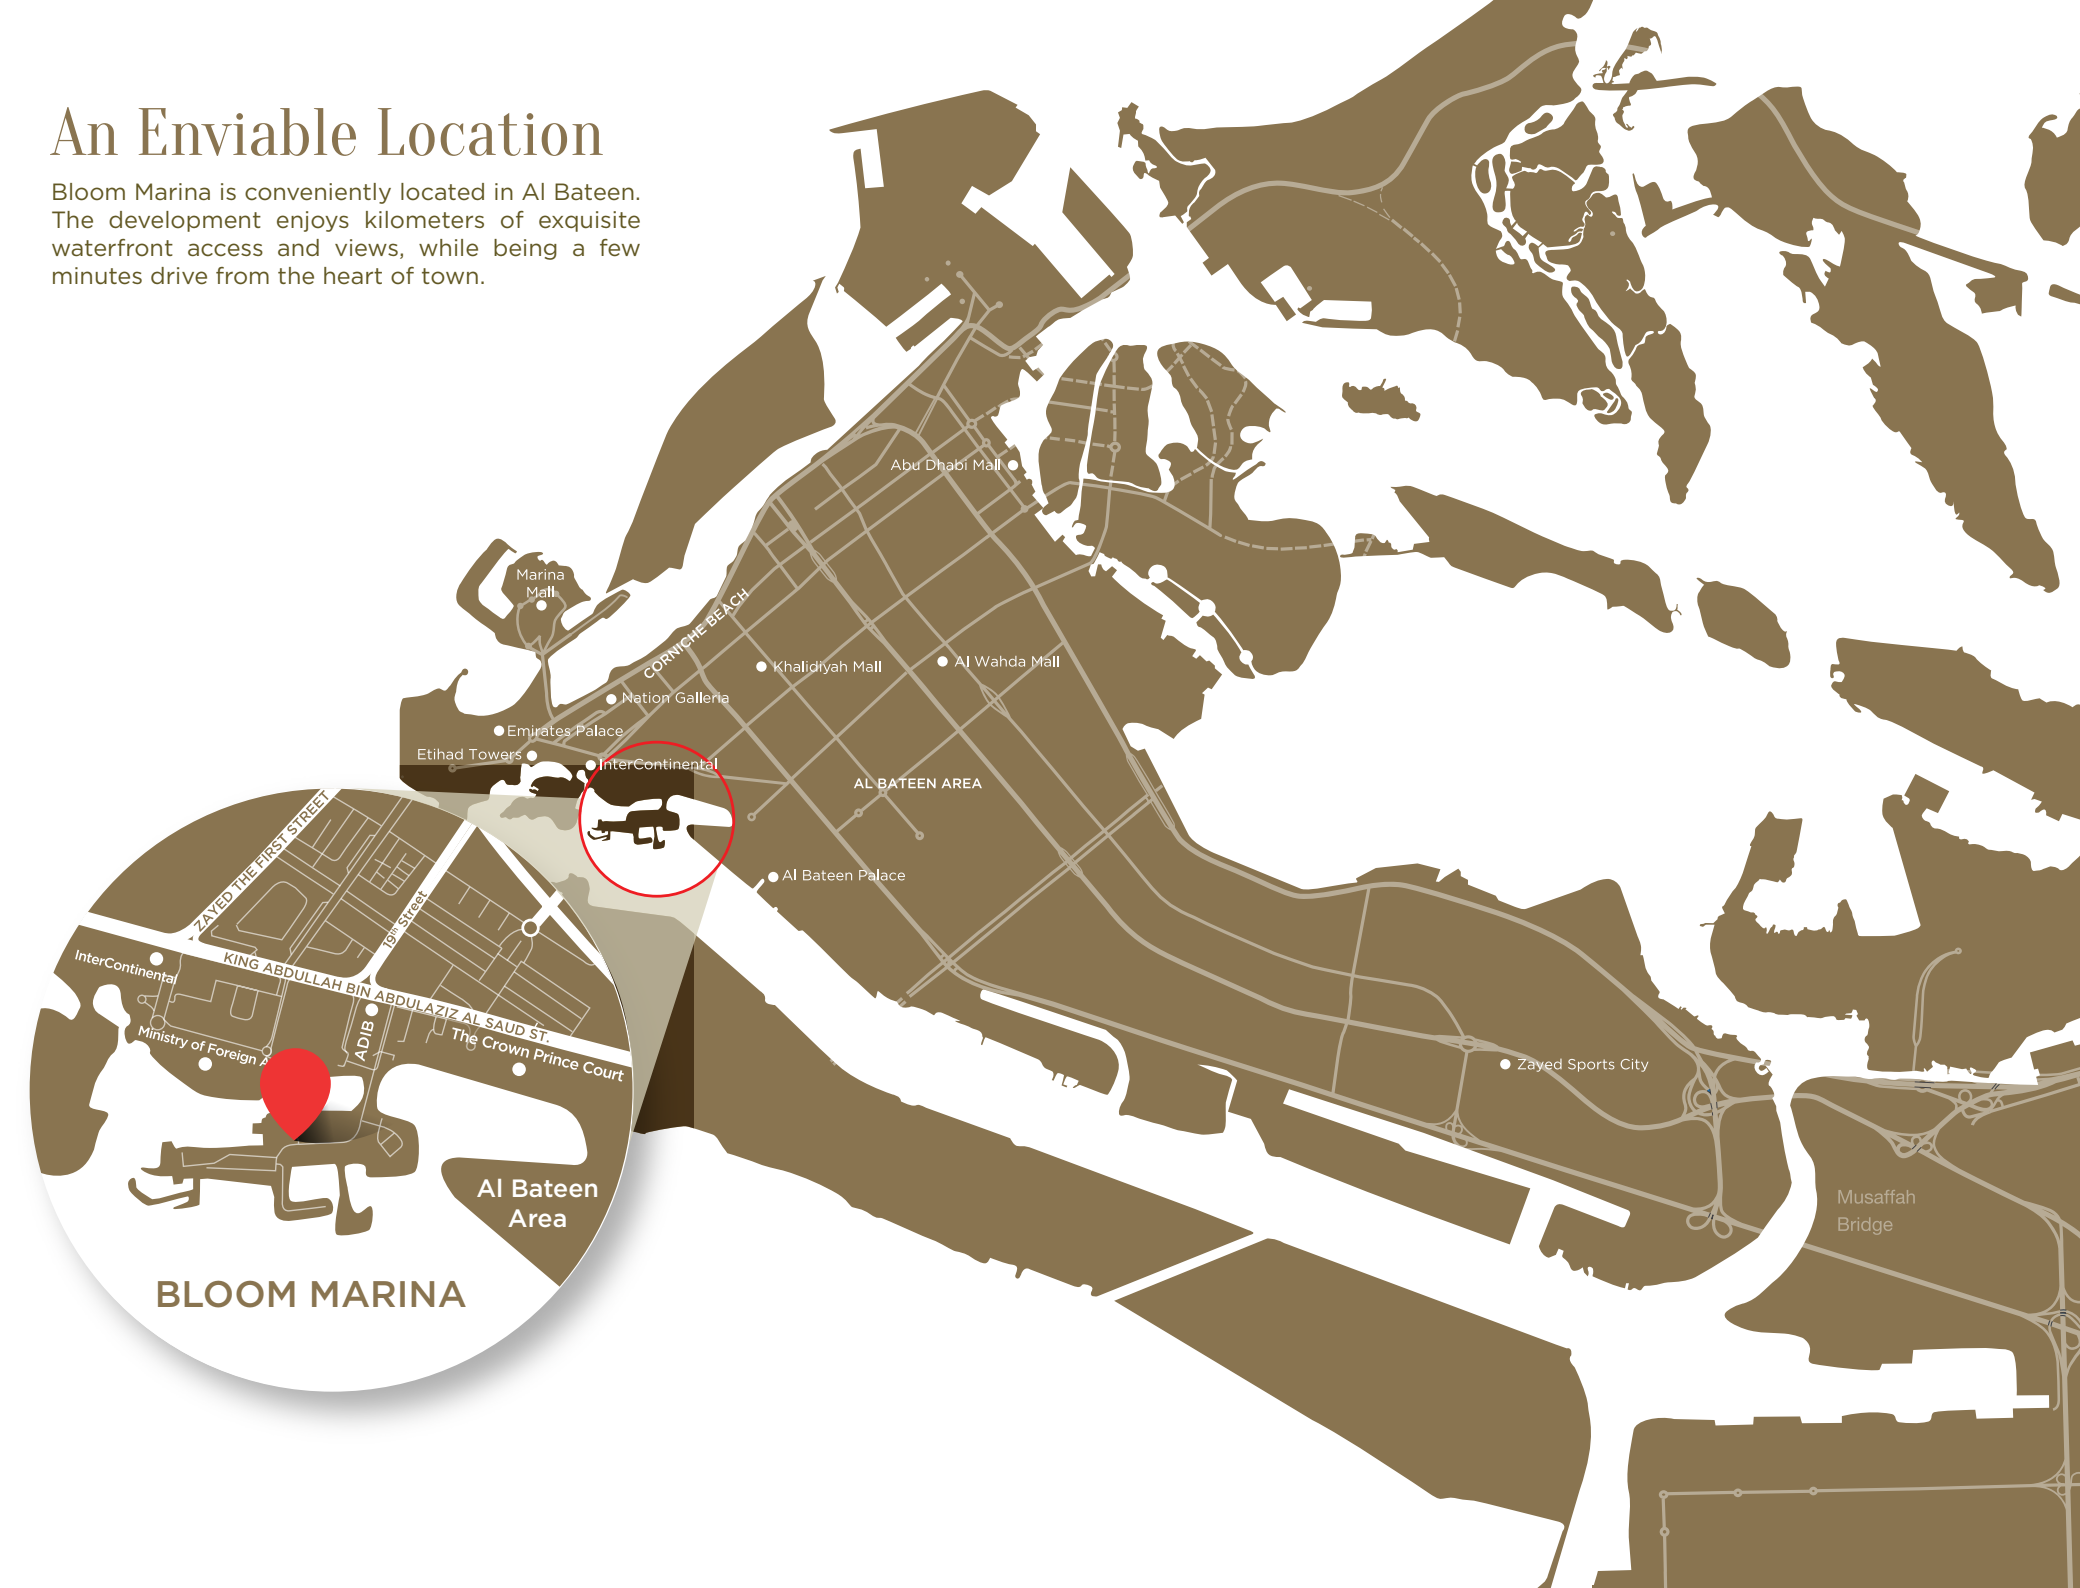 An Enviable Location
Bloom Marina is conveniently located in Al Bateen.
The development enjoys kilometers of exquisite
waterfront access and views, while being a few
minutes drive from the heart of town.
Abu Dhabi Mall
Marina
Mall
CORNICHE BEACH
Khalidiyah Mall
Al Wahda Mall
Nation Galleria
Emirates Palace
Etihad Towers
InterContinental
AL BATEEN AREA
Al Bateen Palace
Zayed Sports City
Musaffah
Bridge
ZAYED THE FIRST STREET
19th Street
InterContinental
KING ABDULLAH BIN ABDULAZIZ AL SAUD ST.
Ministry of Foreign A
ADIB
The Crown Prince Court
Al Bateen
Area
BLOOM MARINA